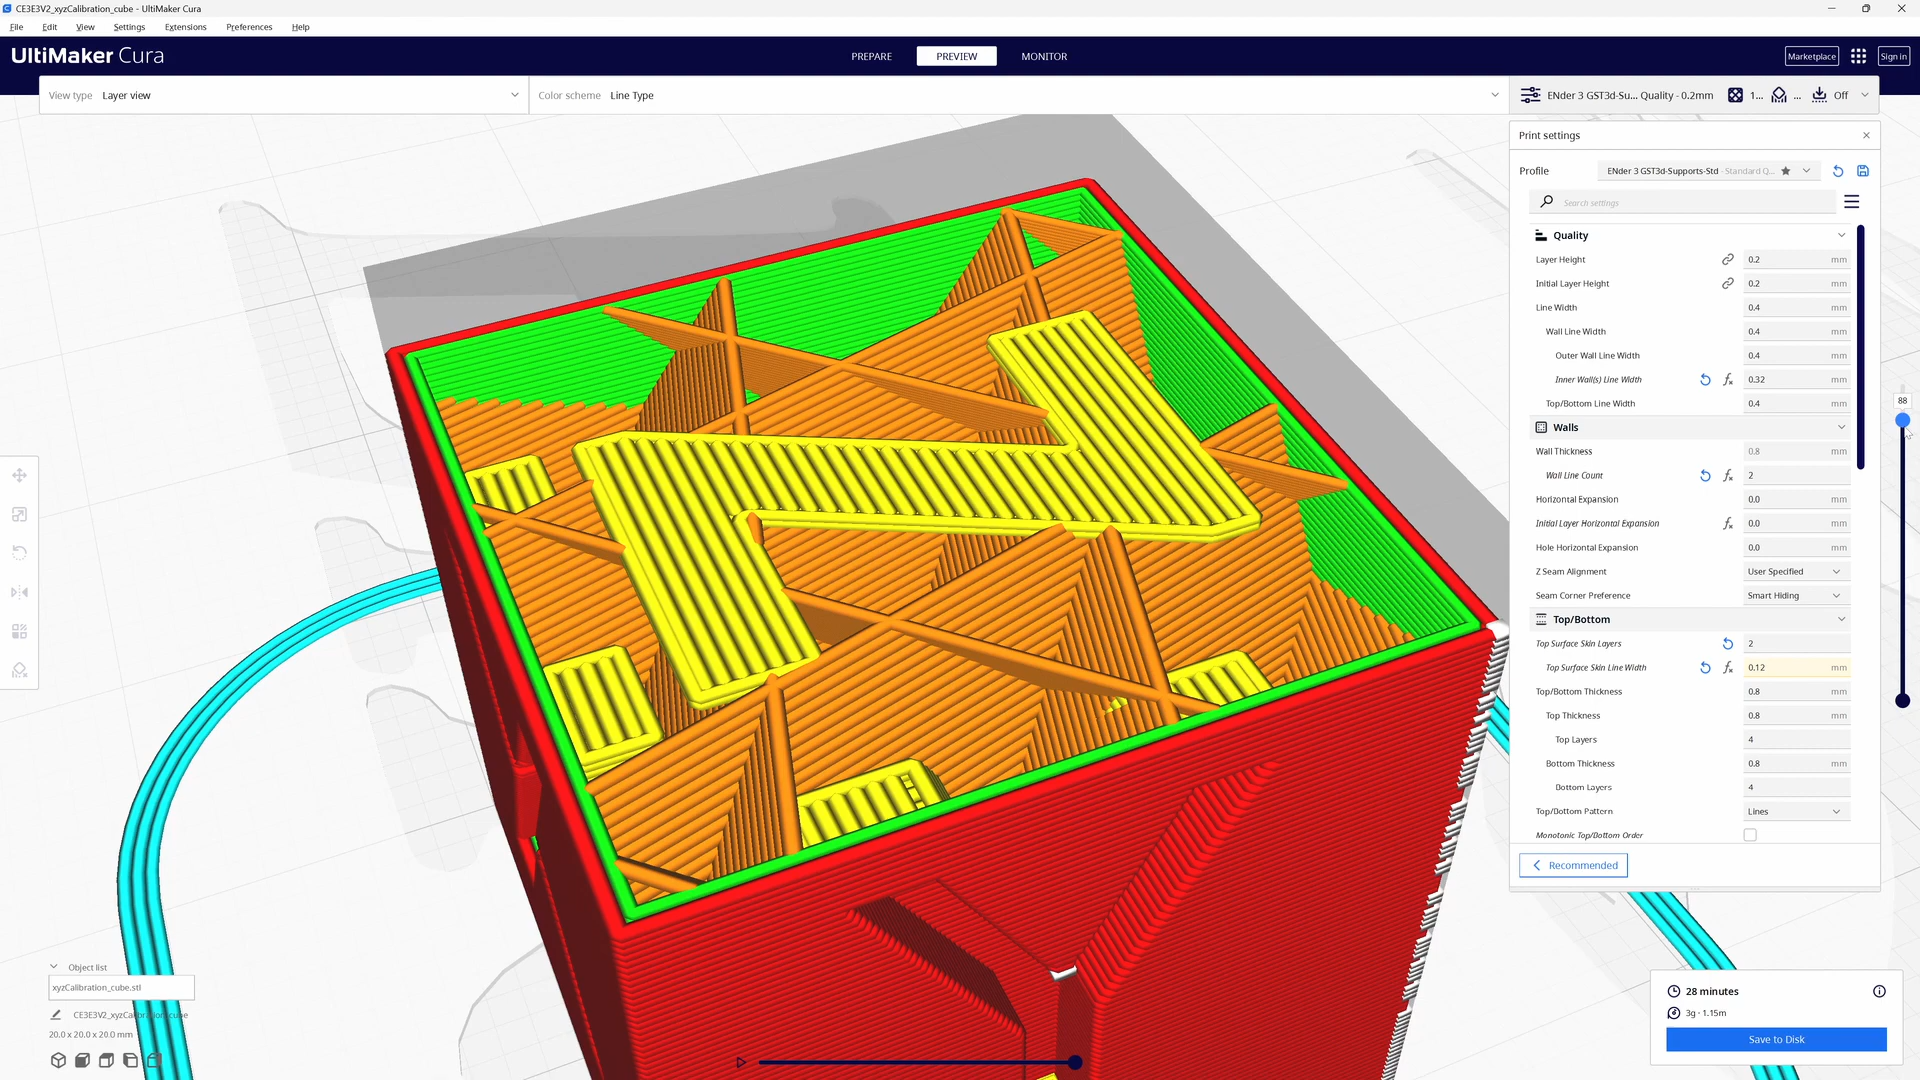 CE3E3V2_xyzCalibration_cube - UltiMaker Cura
File Edit View Settings Extensions Preferences Help
UltiMaker Cura
PREPARE PREVIEW MONITOR
Marketplace Sign in
View type Layer view
Color scheme Line Type
ENder 3 GST3d-Su... Quality - 0.2mm 1... ... Off
Print settings
Profile ENder 3 GST3d-Supports-Std - Standard Q...
Search settings
Quality
Layer Height 0.2 mm
Initial Layer Height 0.2 mm
Line Width 0.4 mm
Wall Line Width 0.4 mm
Outer Wall Line Width 0.4 mm
Inner Wall(s) Line Width 0.32 mm
Top/Bottom Line Width 0.4 mm
88
Walls
Wall Thickness 0.8 mm
Wall Line Count 2
Horizontal Expansion 0.0 mm
Initial Layer Horizontal Expansion 0.0 mm
Hole Horizontal Expansion 0.0 mm
Z Seam Alignment User Specified
Seam Corner Preference Smart Hiding
Top/Bottom
Top Surface Skin Layers 2
Top Surface Skin Line Width 0.12 mm
Top/Bottom Thickness 0.8 mm
Top Thickness 0.8 mm
Top Layers 4
Bottom Thickness 0.8 mm
Bottom Layers 4
Top/Bottom Pattern Lines
Monotonic Top/Bottom Order
Recommended
Object list
xyzCalibration_cube.stl
CE3E3V2_xyzCalibration_cube
20.0 x 20.0 x 20.0 mm
28 minutes
3g · 1.15m
Save to Disk